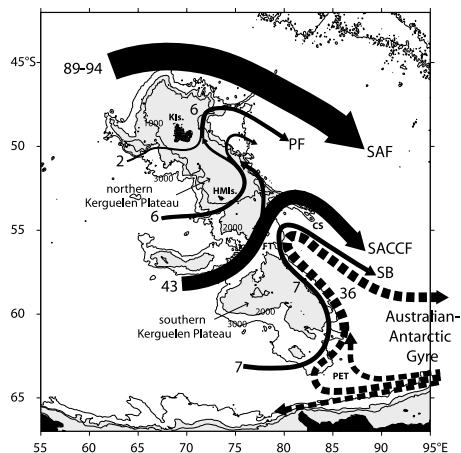 45°S
50
55
60
65
55
60
65
70
75
80
85
90
95°E
89-94
SAF
KIs.
1000
6
PF
2
3000
northern
Kerguelen Plateau
HMIs.
6
2000
CS
FT
SACCF
SB
43
7
36
Australian-
Antarctic
Gyre
2000
3000
southern
Kerguelen Plateau
7
PET